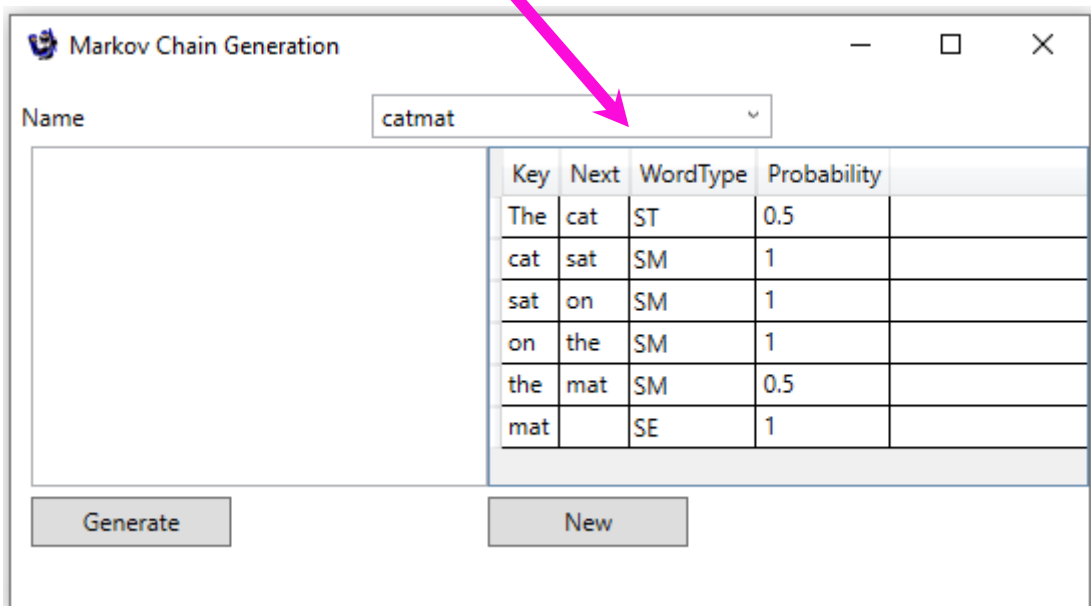 Markov Chain Generation
Name catmat
Key Next WordType Probability
The cat ST 0.5
cat sat SM 1
sat on SM 1
on the SM 1
the mat SM 0.5
mat SE 1
Generate New